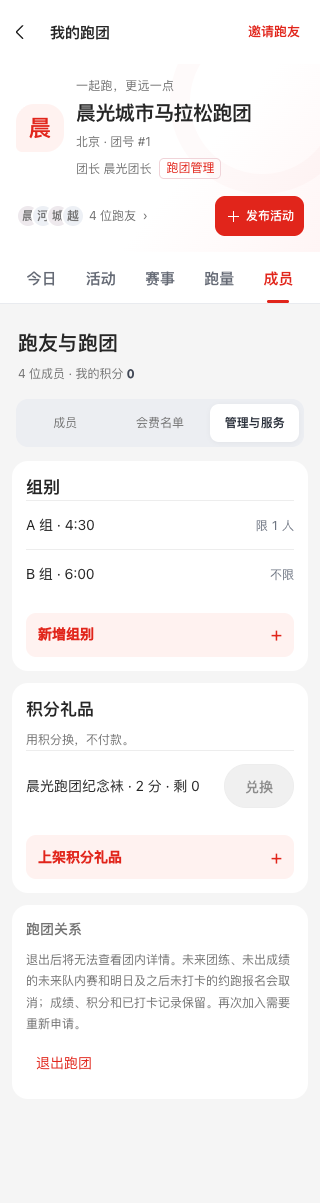 我的跑团
邀请跑友
一起跑，更远一点
晨
晨光城市马拉松跑团
北京 · 团号 #1
团长 晨光团长 跑团管理
晨 河 城 越 4 位跑友 ›
＋ 发布活动
今日 活动 赛事 跑量 成员
跑友与跑团
4 位成员 · 我的积分 0
成员 会费名单 管理与服务
组别
A 组 · 4:30 限 1 人
B 组 · 6:00 不限
新增组别 +
积分礼品
用积分换，不付款。
晨光跑团纪念袜 · 2 分 · 剩 0 兑换
上架积分礼品 +
跑团关系
退出后将无法查看团内详情。未来团练、未出成绩
的未来队内赛和明日及之后未打卡的约跑报名会取
消；成绩、积分和已打卡记录保留。再次加入需要
重新申请。
退出跑团